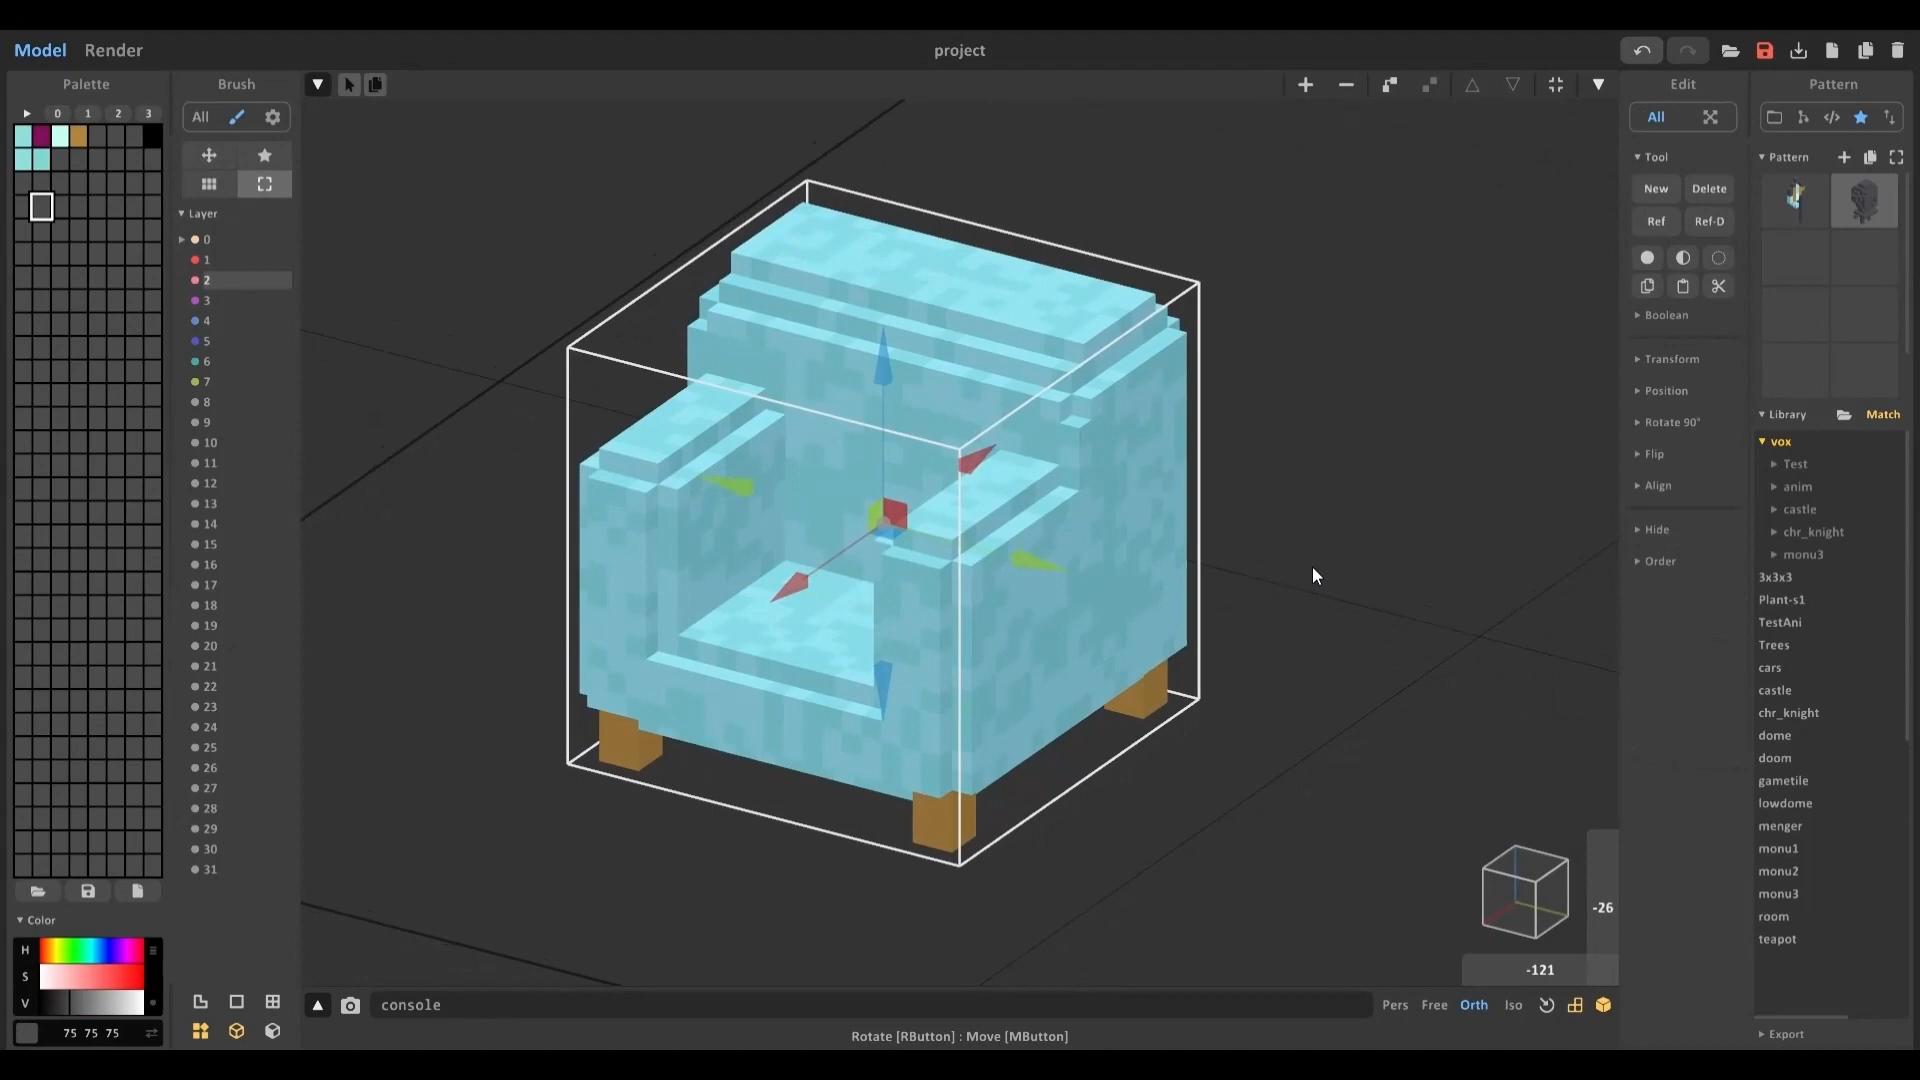 Model Render
project
Palette
Brush
Edit
Pattern
0 1 2 3
All
All
Layer
0
1
2
3
4
5
6
7
8
9
10
11
12
13
14
15
16
17
18
19
20
21
22
23
24
25
26
27
28
29
30
31
Color
H
S
V
75 75 75
-26
-121
console
Pers Free Orth Iso
Rotate [RButton] : Move [MButton]
Tool
New Delete
Ref Ref-D
Boolean
Transform
Position
Rotate 90°
Flip
Align
Hide
Order
Pattern
Library Match
vox
Test
anim
castle
chr_knight
monu3
3x3x3
Plant-s1
TestAni
Trees
cars
castle
chr_knight
dome
doom
gametile
lowdome
menger
monu1
monu2
monu3
room
teapot
Export